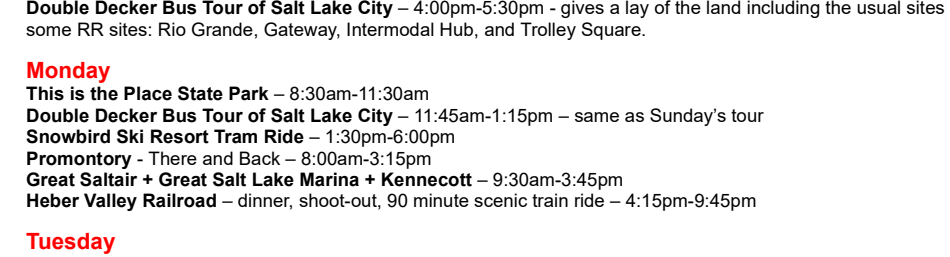 Double Decker Bus Tour of Salt Lake City – 4:00pm-5:30pm - gives a lay of the land including the usual sites
some RR sites: Rio Grande, Gateway, Intermodal Hub, and Trolley Square.
Monday
This is the Place State Park – 8:30am-11:30am
Double Decker Bus Tour of Salt Lake City – 11:45am-1:15pm – same as Sunday's tour
Snowbird Ski Resort Tram Ride – 1:30pm-6:00pm
Promontory - There and Back – 8:00am-3:15pm
Great Saltair + Great Salt Lake Marina + Kennecott – 9:30am-3:45pm
Heber Valley Railroad – dinner, shoot-out, 90 minute scenic train ride – 4:15pm-9:45pm
Tuesday